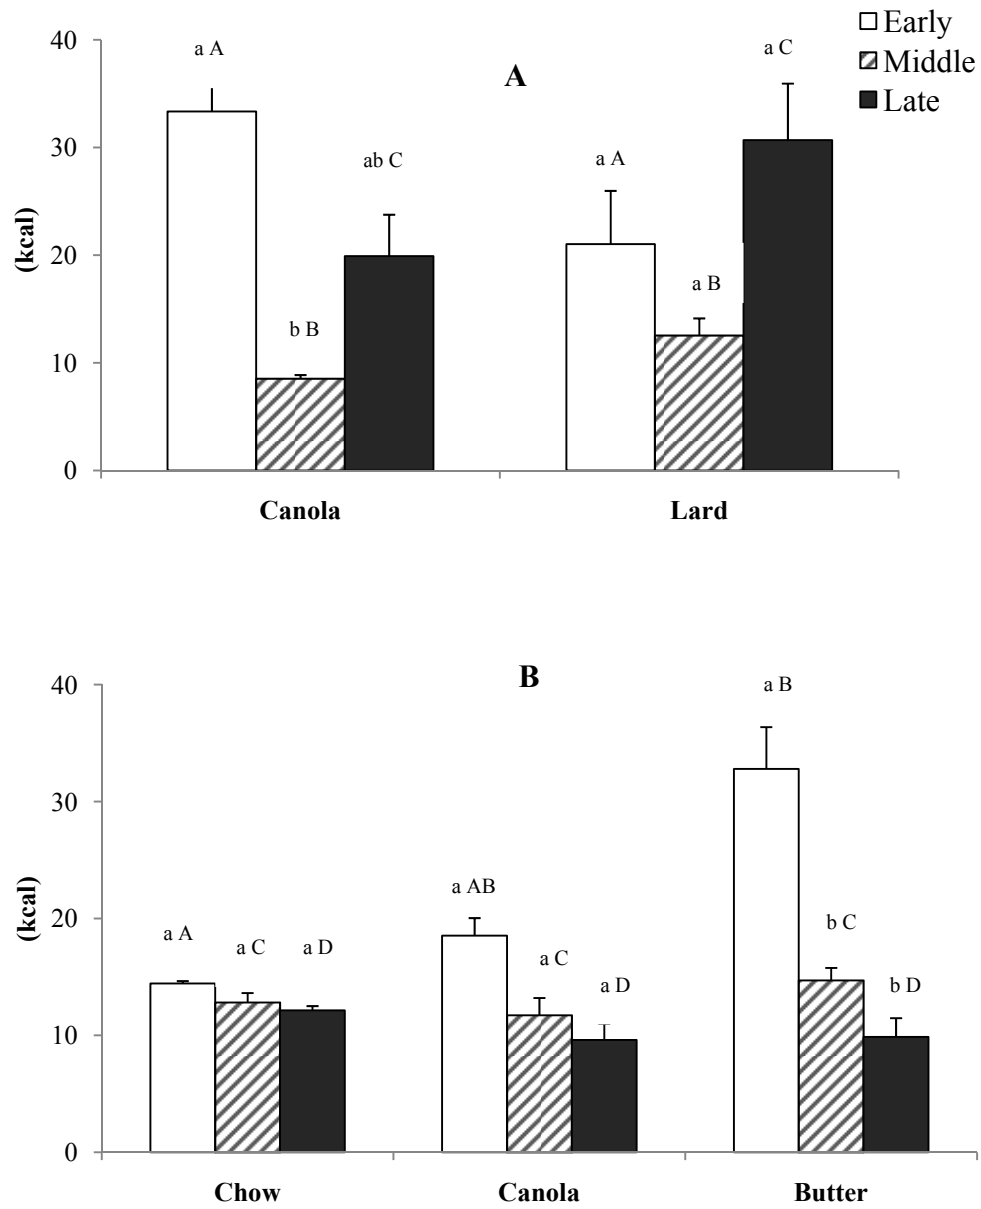 Early
Middle
Late
A
(kcal)
40
30
20
10
0
a A
b B
ab C
a A
a B
a C
Canola
Lard
B
(kcal)
40
30
20
10
0
a A
a C
a D
a AB
a C
a D
a B
b C
b D
Chow
Canola
Butter